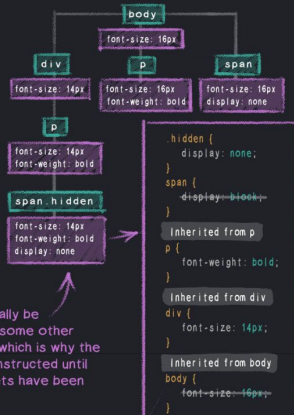 body
font-size: 16px
div
font-size: 14px
p
font-size: 16px
font-weight: bold
span
font-size: 16px
display: none
p
font-size: 14px
font-weight: bold
span.hidden
font-size: 14px
font-weight: bold
display: none
.hidden {
display: none;
}
span {
display: block;
}
Inherited from p
p {
font-weight: bold;
}
Inherited from div
div {
font-size: 14px;
}
Inherited from body
body {
font-size: 16px;
}
ally be
some other
which is why the
nstructed until
ts have been